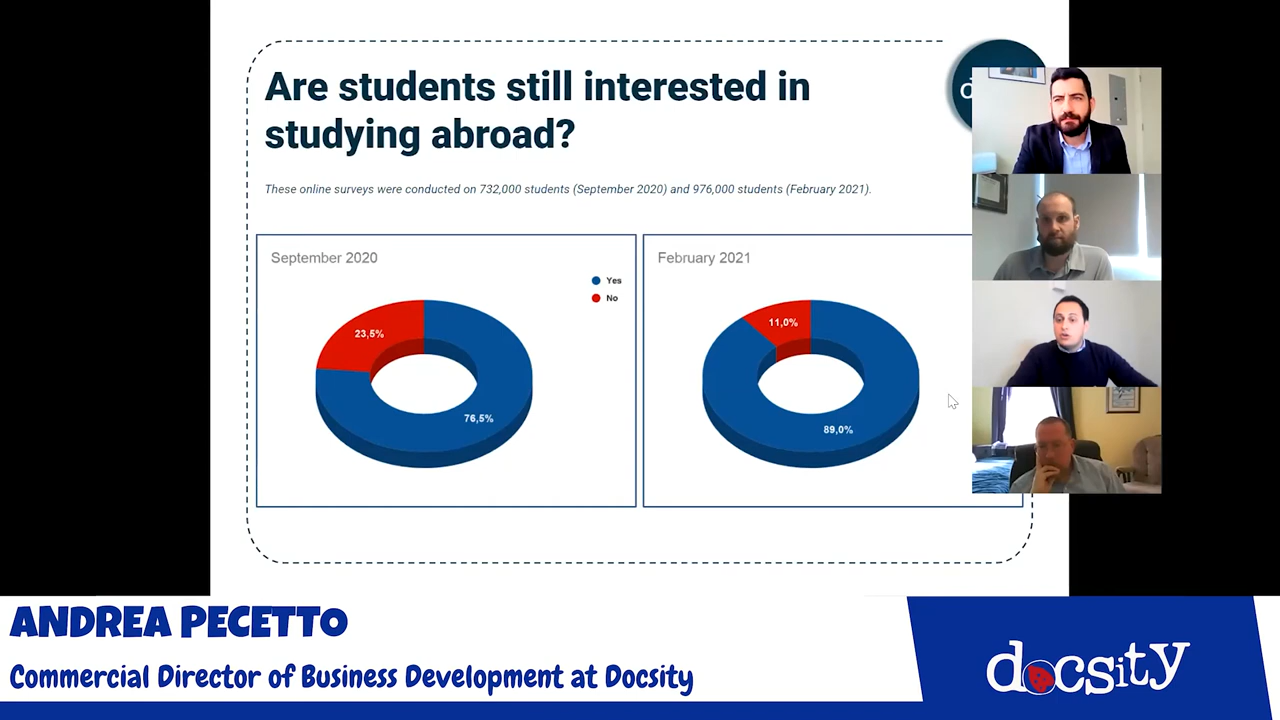 Are students still interested in
studying abroad?
These online surveys were conducted on 732,000 students (September 2020) and 976,000 students (February 2021).
September 2020
Yes
No
23,5%
76,5%
February 2021
11,0%
89,0%
ANDREA PECETTO
Commercial Director of Business Development at Docsity
docsity